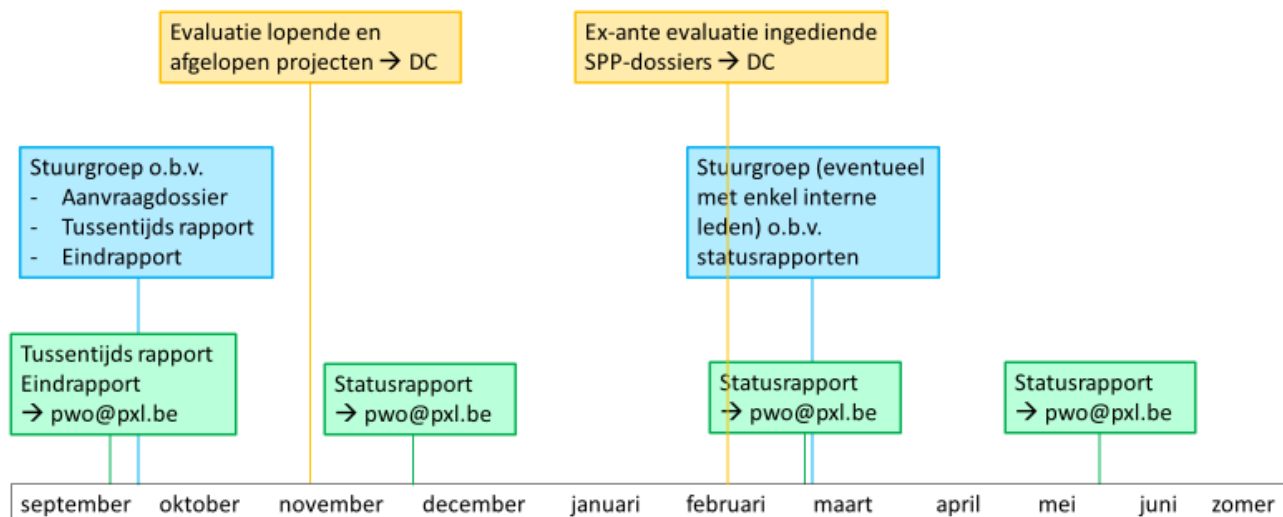 Evaluatie lopende en
afgelopen projecten → DC
Ex-ante evaluatie ingediende
SPP-dossiers → DC
Stuurgroep o.b.v.
- Aanvraagdossier
- Tussentijds rapport
- Eindrapport
Stuurgroep (eventueel
met enkel interne
leden) o.b.v.
statusrapporten
Tussentijds rapport
Eindrapport
→ pwo@pxl.be
Statusrapport
→ pwo@pxl.be
Statusrapport
→ pwo@pxl.be
Statusrapport
→ pwo@pxl.be
september oktober november december januari februari maart april mei juni zomer